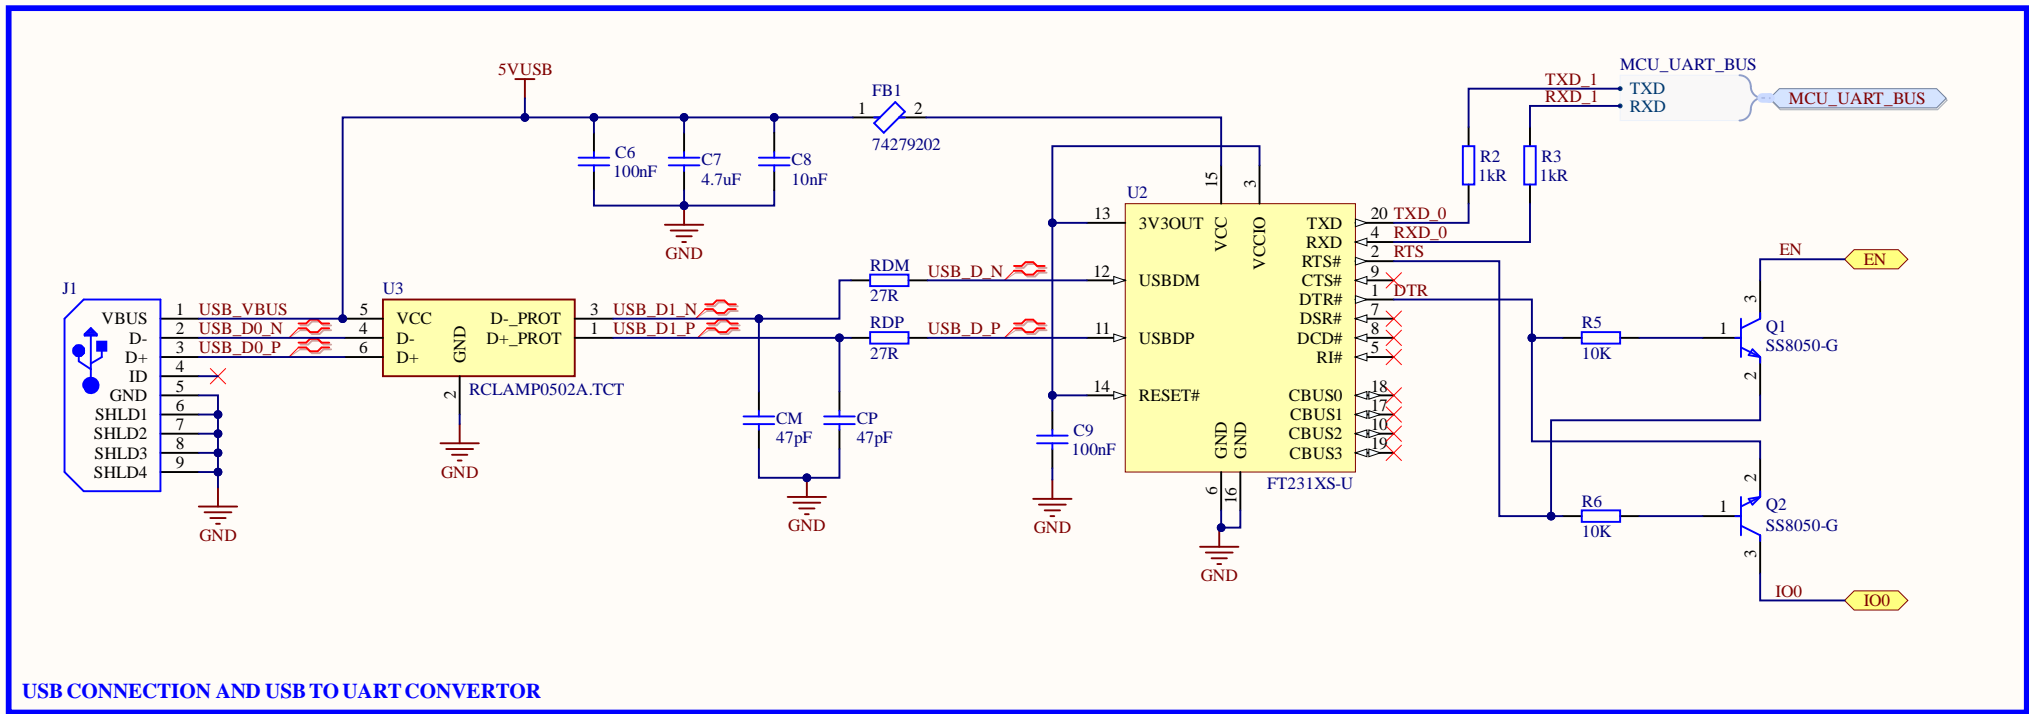 5VUSB
C6
100nF
C7
4.7uF
C8
10nF
GND
FB1
1 2
74279202
MCU_UART_BUS
TXD_1 TXD
RXD_1 RXD
MCU_UART_BUS
R2
1kR
R3
1kR
J1
VBUS 1 USB_VBUS
D- 2 USB_D0_N
D+ 3 USB_D0_P
ID 4
GND 5
SHLD1 6
SHLD2 7
SHLD3 8
SHLD4 9
GND
U3
5 VCC
4 D-
6 D+
GND
2
D-_PROT 3 USB_D1_N
D+_PROT 1 USB_D1_P
RCLAMP0502A.TCT
GND
RDM
27R
USB_D_N
RDP
27R
USB_D_P
CM
47pF
CP
47pF
GND
C9
100nF
GND
U2
15
VCC
3
VCCIO
13 3V3OUT
12 USBDM
11 USBDP
14 RESET#
GND
GND
6
16
TXD 20 TXD_0
RXD 4 RXD_0
RTS# 2 RTS
CTS# 9
DTR# 1 DTR
DSR# 7
DCD# 8
RI# 5
CBUS0 18
CBUS1 17
CBUS2 10
CBUS3 19
FT231XS-U
GND
EN EN
3
R5
10K
1
Q1
SS8050-G
2
2
R6
10K
1
Q2
SS8050-G
3
IO0 IO0
USB CONNECTION AND USB TO UART CONVERTOR